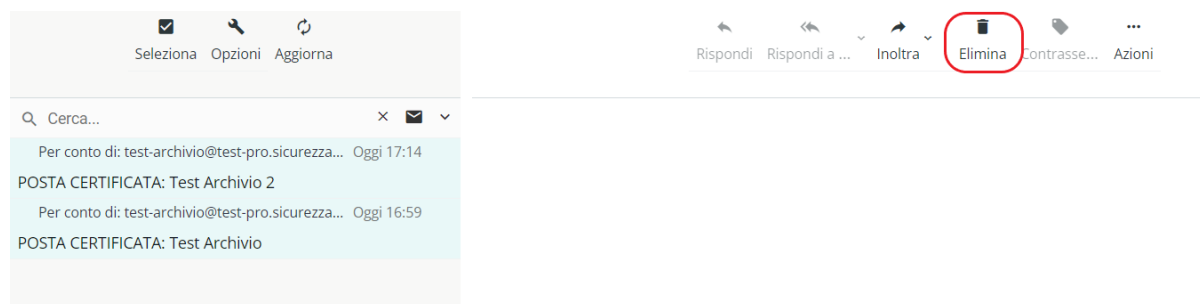 Seleziona Opzioni Aggiorna
Rispondi Rispondi a ... Inoltra Elimina Contrasse... Azioni
Cerca...
Per conto di: test-archivio@test-pro.sicurezza... Oggi 17:14
POSTA CERTIFICATA: Test Archivio 2
Per conto di: test-archivio@test-pro.sicurezza... Oggi 16:59
POSTA CERTIFICATA: Test Archivio